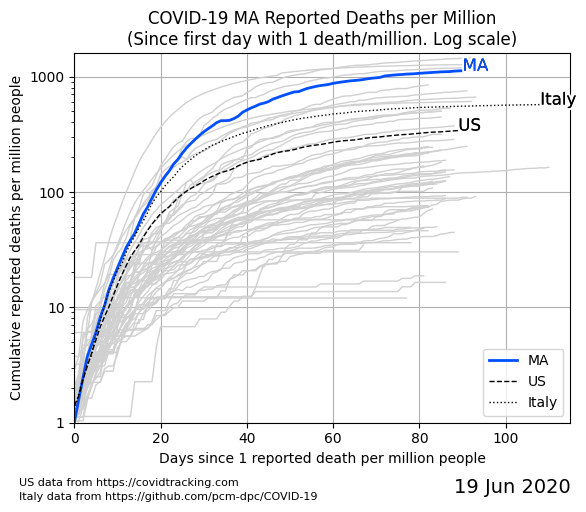 COVID-19 MA Reported Deaths per Million
(Since first day with 1 death/million. Log scale)
Cumulative reported deaths per million people
1000
100
10
1
MA
Italy
US
MA
US
Italy
0 20 40 60 80 100
Days since 1 reported death per million people
US data from https://covidtracking.com
Italy data from https://github.com/pcm-dpc/COVID-19
19 Jun 2020